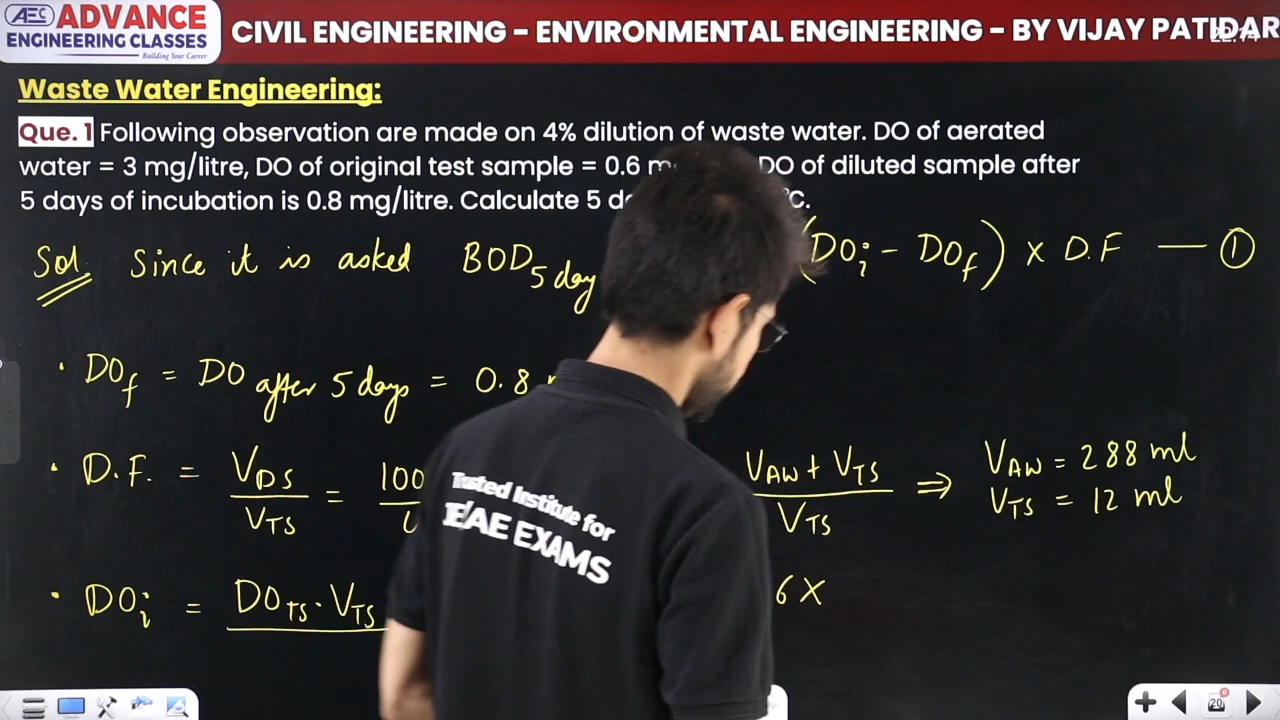 AEC ADVANCE
ENGINEERING CLASSES
Building Your Career
CIVIL ENGINEERING - ENVIRONMENTAL ENGINEERING - BY VIJAY PATIDAR
Waste Water Engineering:
Que. 1 Following observation are made on 4% dilution of waste water. DO of aerated
water = 3 mg/litre, DO of original test sample = 0.6 DO of diluted sample after
5 days of incubation is 0.8 mg/litre. Calculate 5 °C.
Sol. Since it is asked BOD5 day (DOi - DOf) × D.F — ①
• DOf = DO after 5 days = 0.8
• D.F. = VDS / VTS = 100 VAW + VTS / VTS ⇒ VAW = 288 ml
VTS = 12 ml
• DOi = DOTS . VTS 6 ×
Trusted Institute for
JE/AE EXAMS
20